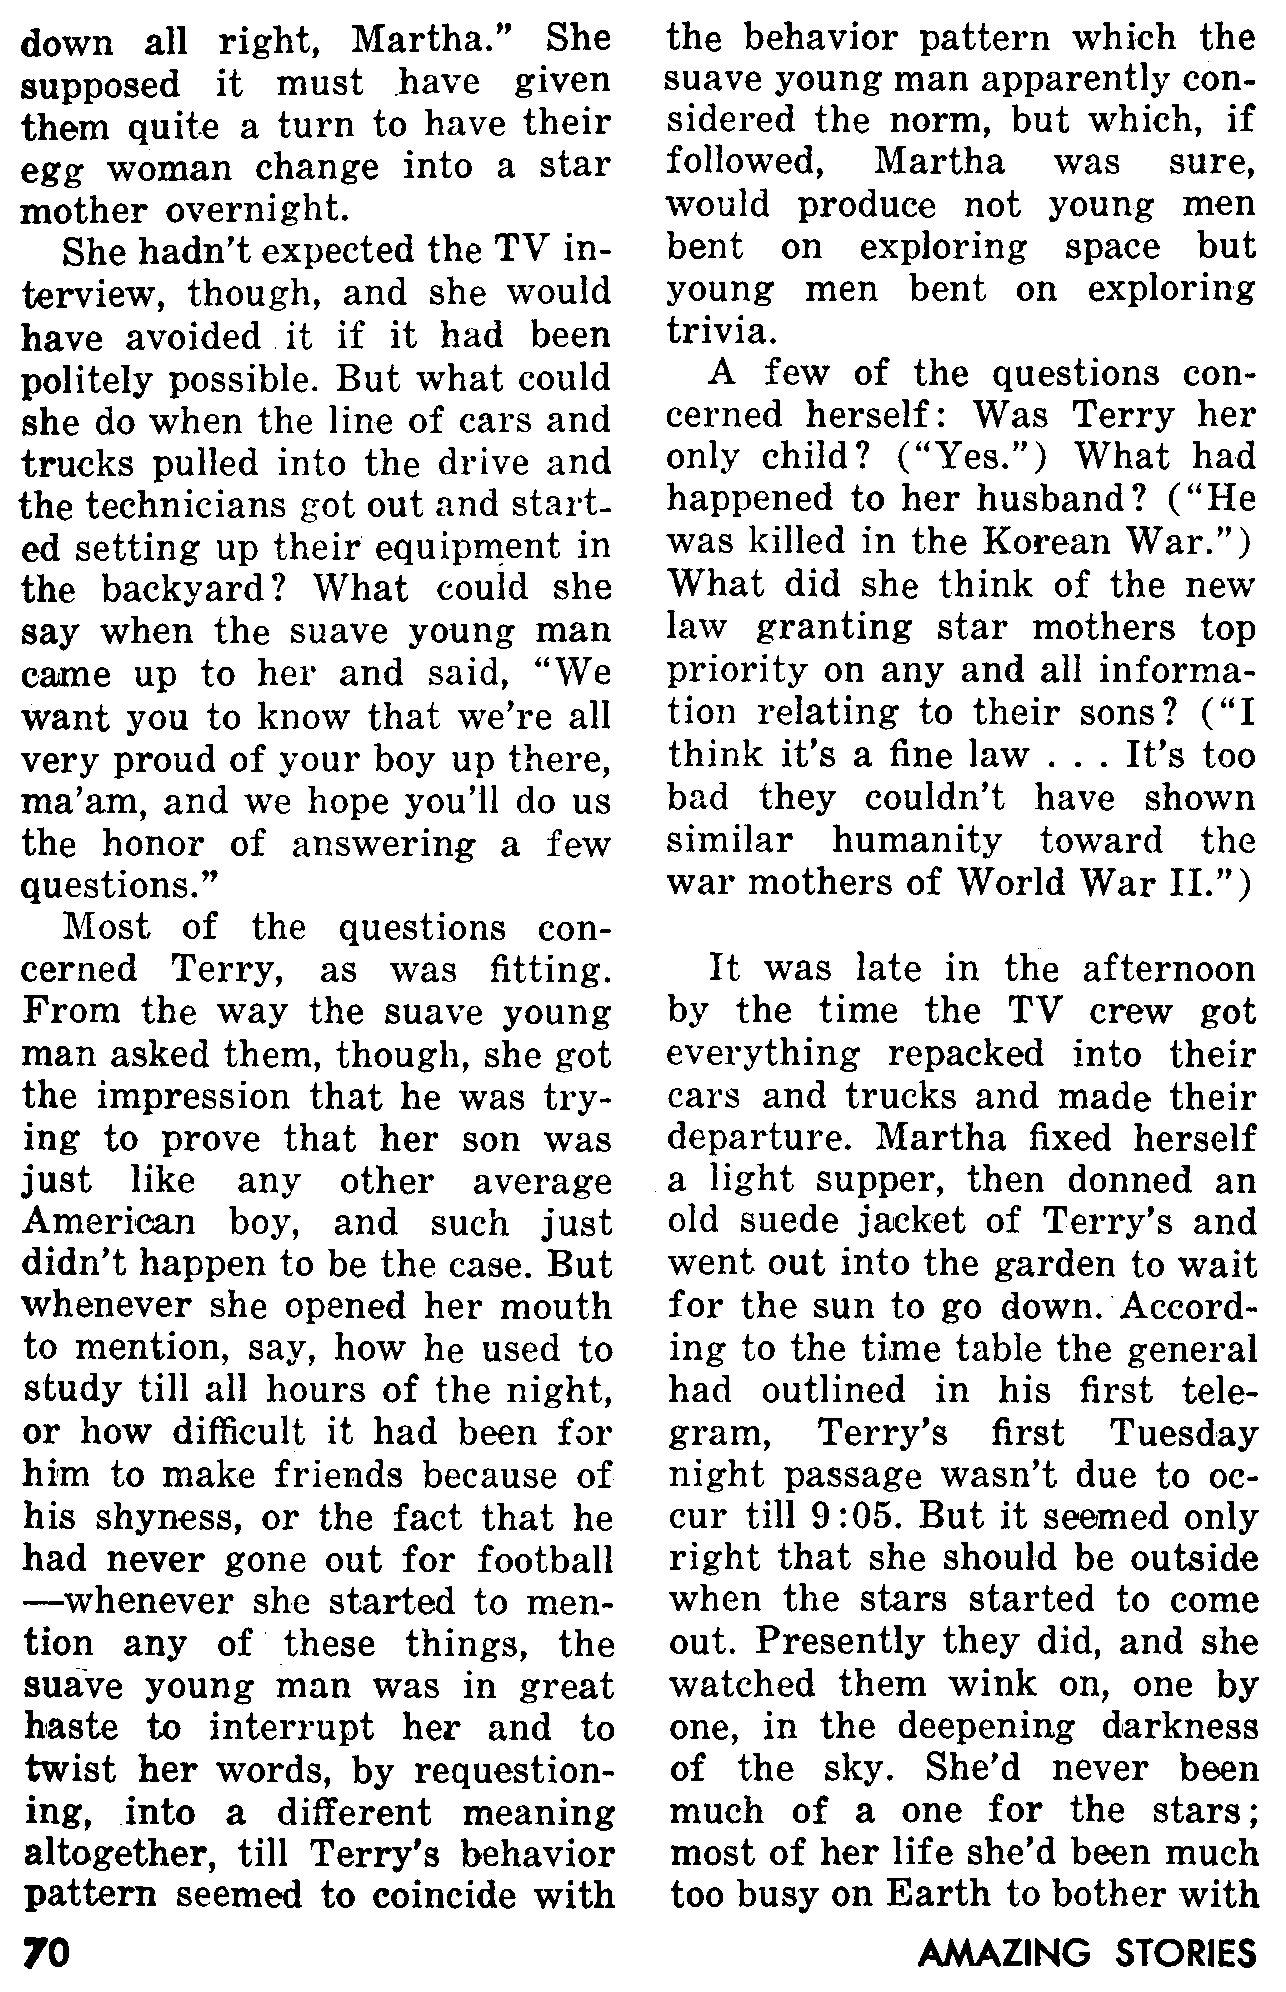 down all right, Martha.” She
supposed it must have given
them quite a turn to have their
egg woman change into a star
mother overnight.
She hadn't expected the TV in-
terview, though, and she would
have avoided it if it had been
politely possible. But what could
she do when the line of cars and
trucks pulled into the drive and
the technicians got out and start-
ed setting up their equipment in
the backyard? What could she
say when the suave young man
came up to her and said, “We
want you to know that we're all
very proud of your boy up there,
ma'am, and we hope you'll do us
the honor of answering a few
questions.”
Most of the questions con-
cerned Terry, as was fitting.
From the way the suave young
man asked them, though, she got
the impression that he was try-
ing to prove that her son was
just like any other average
American boy, and such just
didn't happen to be the case. But
whenever she opened her mouth
to mention, say, how he used to
study till all hours of the night,
or how difficult it had been for
him to make friends because of
his shyness, or the fact that he
had never gone out for football
—whenever she started to men-
tion any of these things, the
suave young man was in great
haste to interrupt her and to
twist her words, by requestion-
ing, into a different meaning
altogether, till Terry's behavior
pattern seemed to coincide with
the behavior pattern which the
suave young man apparently con-
sidered the norm, but which, if
followed, Martha was sure,
would produce not young men
bent on exploring space but
young men bent on exploring
trivia.
A few of the questions con-
cerned herself: Was Terry her
only child? (“Yes.”) What had
happened to her husband? (“He
was killed in the Korean War.”)
What did she think of the new
law granting star mothers top
priority on any and all informa-
tion relating to their sons? (“I
think it's a fine law . . . It's too
bad they couldn't have shown
similar humanity toward the
war mothers of World War II.”)
It was late in the afternoon
by the time the TV crew got
everything repacked into their
cars and trucks and made their
departure. Martha fixed herself
a light supper, then donned an
old suede jacket of Terry's and
went out into the garden to wait
for the sun to go down. Accord-
ing to the time table the general
had outlined in his first tele-
gram, Terry's first Tuesday
night passage wasn't due to oc-
cur till 9:05. But it seemed only
right that she should be outside
when the stars started to come
out. Presently they did, and she
watched them wink on, one by
one, in the deepening darkness
of the sky. She'd never been
much of a one for the stars;
most of her life she'd been much
too busy on Earth to bother with
70
AMAZING STORIES